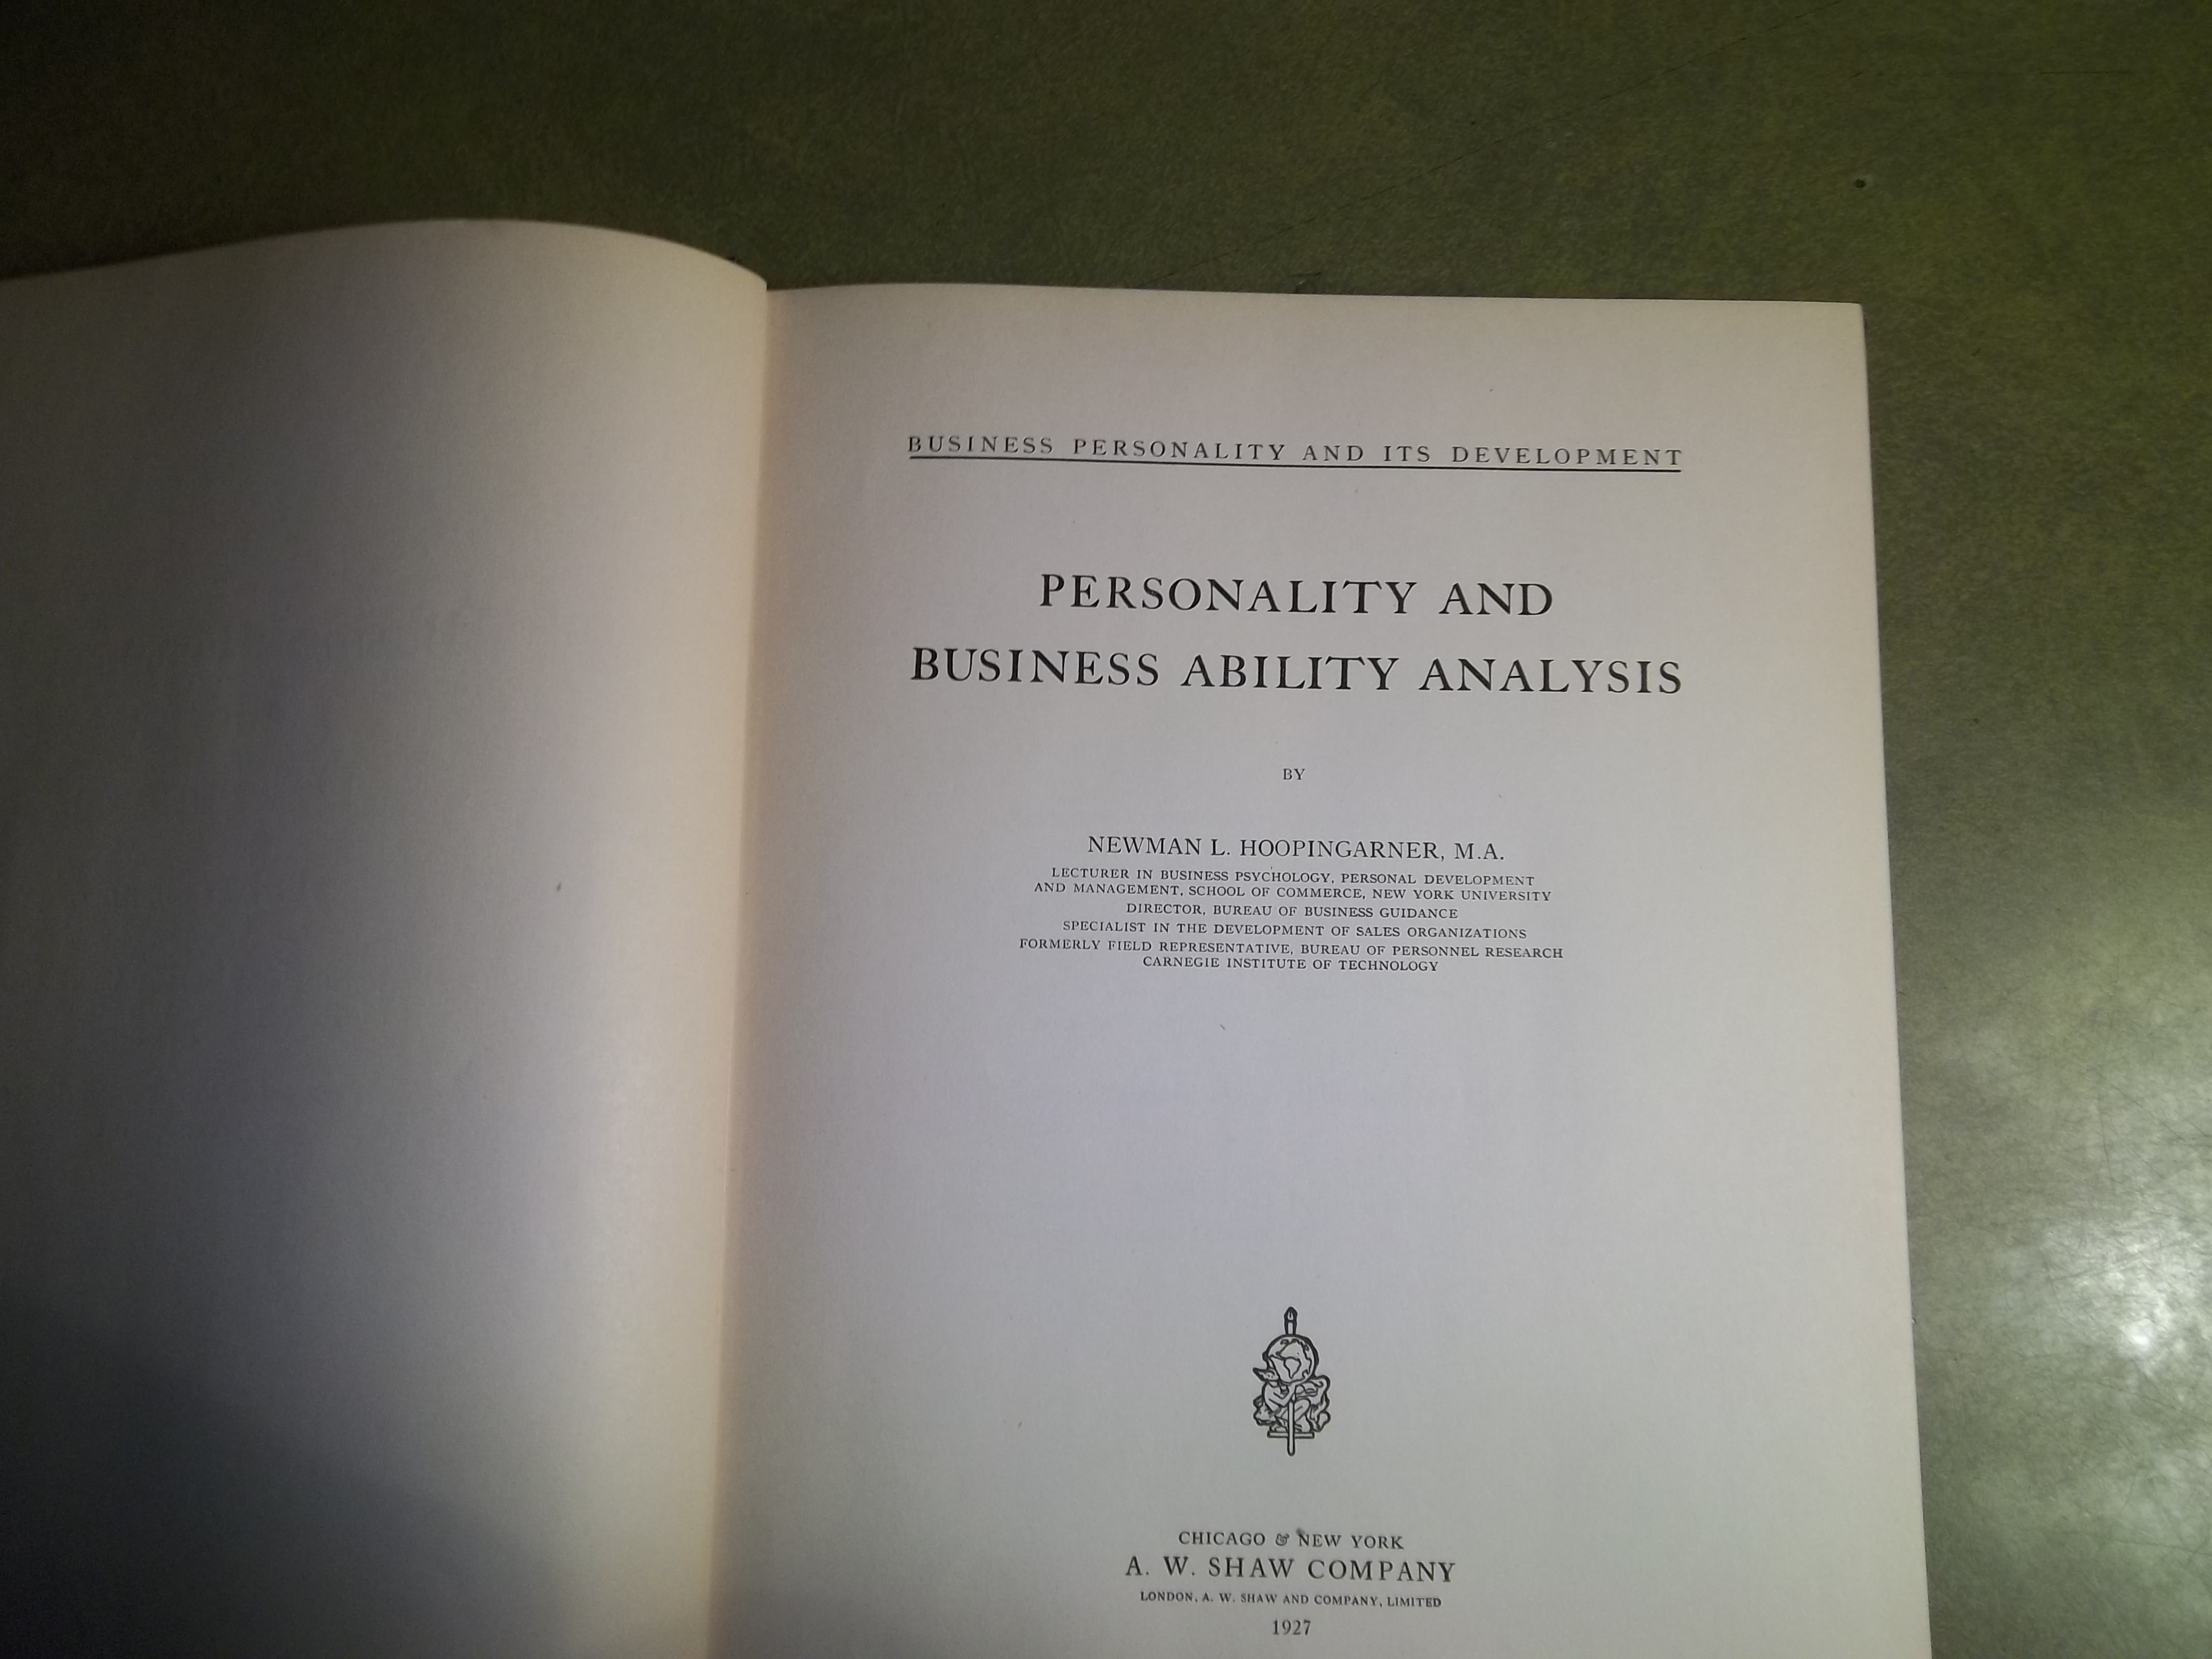 BUSINESS PERSONALITY AND ITS DEVELOPMENT
PERSONALITY AND
BUSINESS ABILITY ANALYSIS
BY
NEWMAN L. HOOPINGARNER, M.A.
LECTURER IN BUSINESS PSYCHOLOGY, PERSONAL DEVELOPMENT
AND MANAGEMENT, SCHOOL OF COMMERCE, NEW YORK UNIVERSITY
DIRECTOR, BUREAU OF BUSINESS GUIDANCE
SPECIALIST IN THE DEVELOPMENT OF SALES ORGANIZATIONS
FORMERLY FIELD REPRESENTATIVE, BUREAU OF PERSONNEL RESEARCH
CARNEGIE INSTITUTE OF TECHNOLOGY
CHICAGO & NEW YORK
A. W. SHAW COMPANY
LONDON, A. W. SHAW AND COMPANY, LIMITED
1927